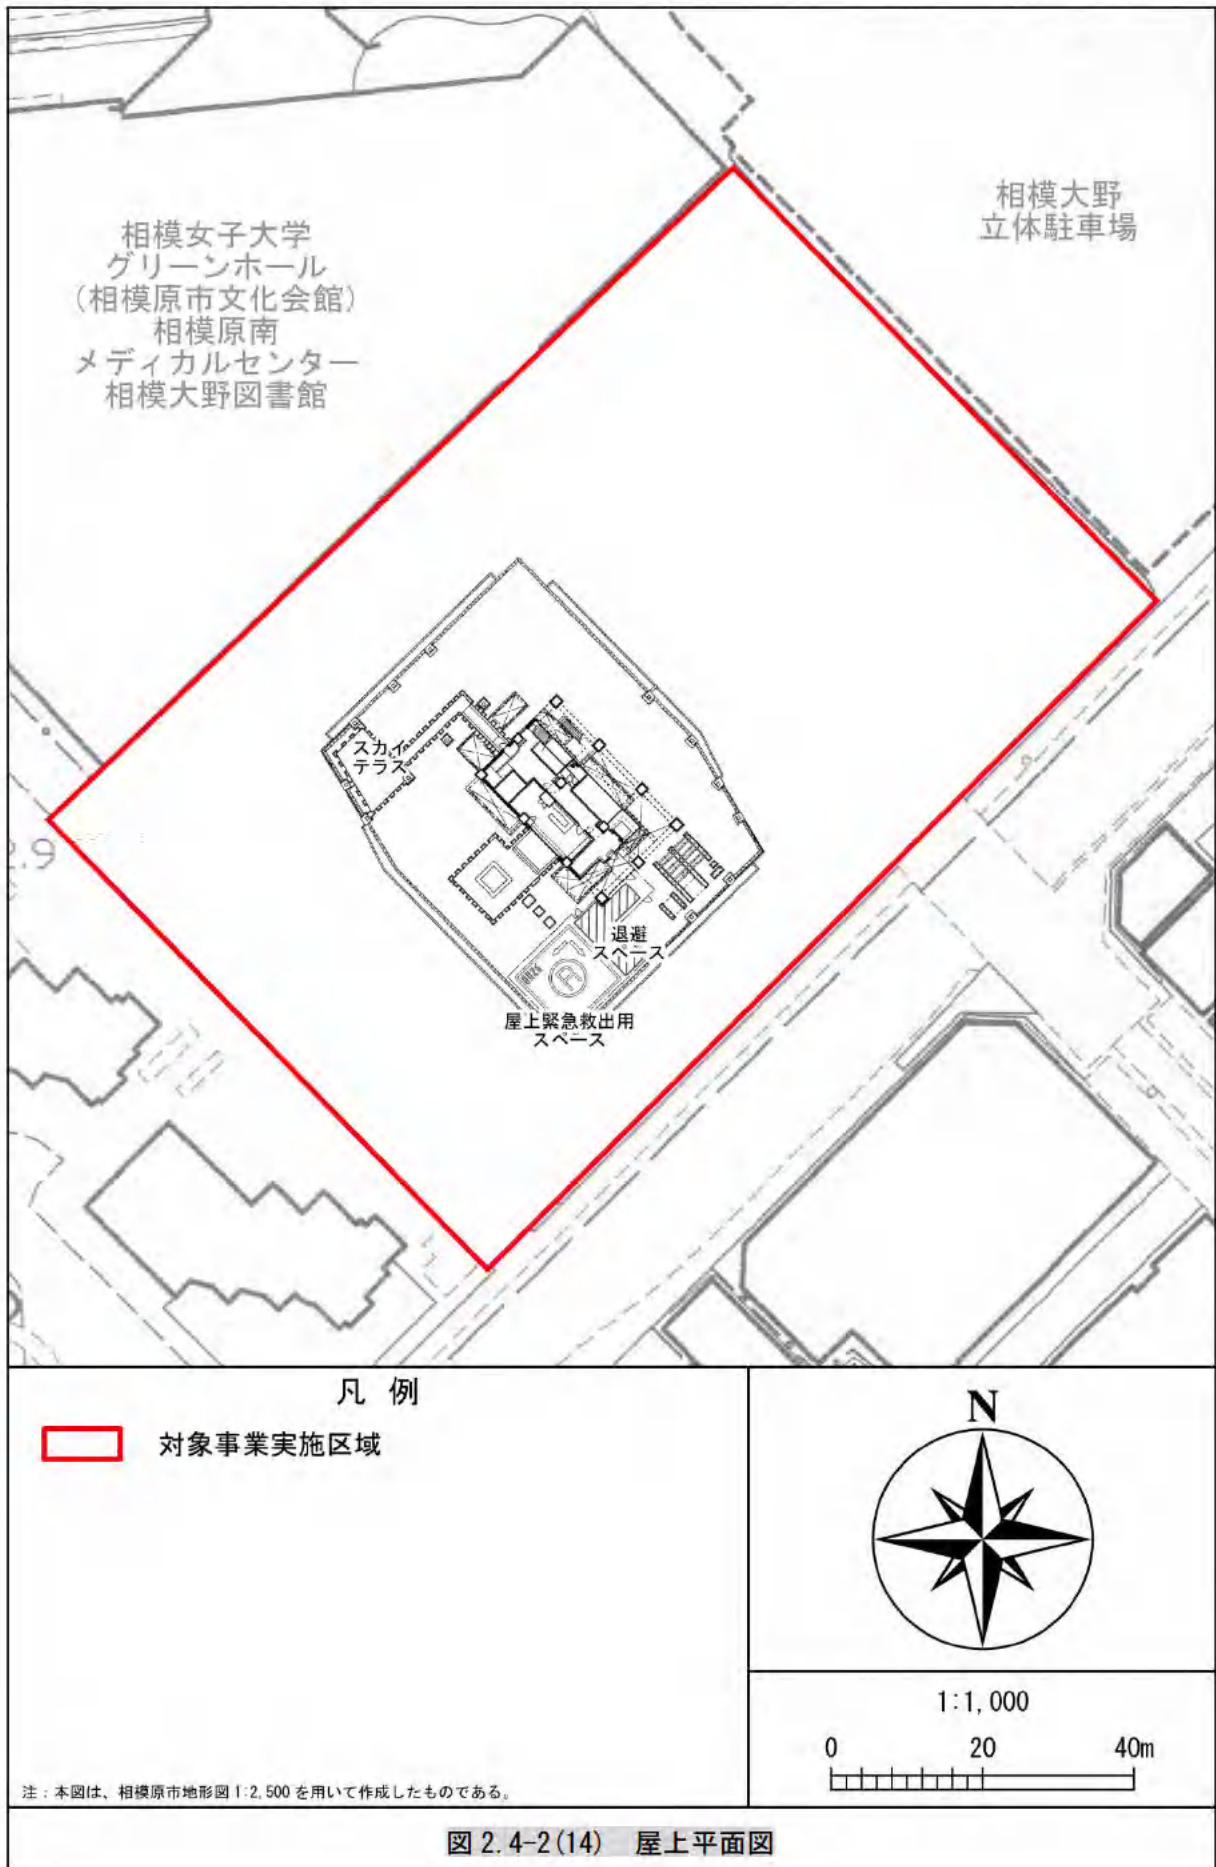 相模女子大学
グリーンホール
(相模原市文化会館)
相模原南
メディカルセンター
相模大野図書館
相模大野
立体駐車場
スカイ
テラス
2.9
退避
スペース
R
屋上緊急救出用
スペース
凡 例
対象事業実施区域
N
1:1,000
0 20 40m
注：本図は、相模原市地形図 1:2,500 を用いて作成したものである。
図 2.4-2(14) 屋上平面図